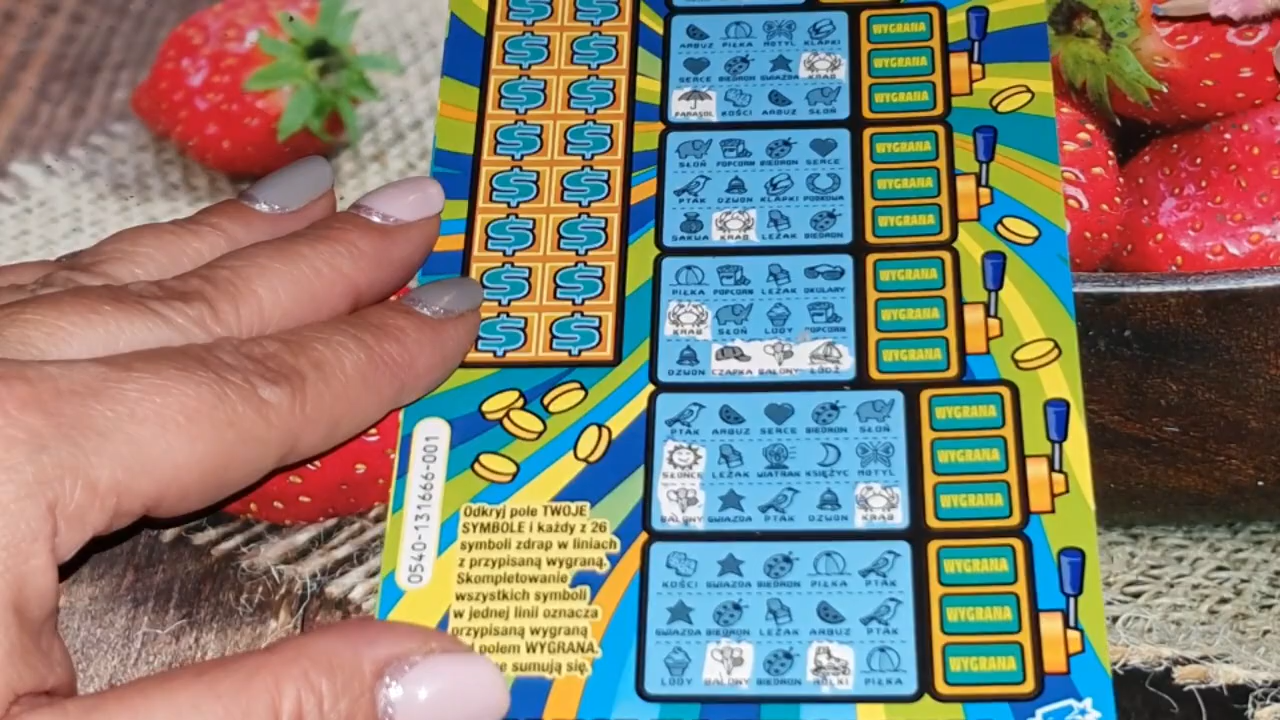 $ $
$ $
$ $
$ $
$ $
$ $
$ $
$ $
ARBUZ PIŁKA MOTYL KLAPKI WYGRANA
SERCE BIEDRON GWIAZDA KRAB WYGRANA
PARASOL KOŚCI ARBUZ SŁOŃ WYGRANA
SŁOŃ POPCORN BIEDRON SERCE WYGRANA
PTAK DZWON KLAPKI PODKOWA WYGRANA
SAKWA KRAB LEŻAK BIEDRON WYGRANA
PIŁKA POPCORN LEŻAK OKULARY WYGRANA
KRAB SŁOŃ LODY POPCORN WYGRANA
DZWON CZAPKA BALONY ŁÓDŹ WYGRANA
PTAK ARBUZ SERCE BIEDRON SŁOŃ WYGRANA
SŁOŃCE LEŻAK WIATRAK KSIĘŻYC MOTYL WYGRANA
BALONY GWIAZDA PTAK DZWON KRAB WYGRANA
KOŚCI GWIAZDA BIEDRON PIŁKA PTAK WYGRANA
GWIAZDA BIEDRON LEŻAK ARBUZ PTAK WYGRANA
LODY BALONY BIEDRON ROLKI PIŁKA WYGRANA
0540-131666-001
Odkryj pole TWOJE
SYMBOLE i każdy z 26
symboli zdrap w liniach
z przypisaną wygraną.
Skompletowanie
wszystkich symboli
w jednej linii oznacza
przypisaną wygraną
polem WYGRANA.
sumują się.